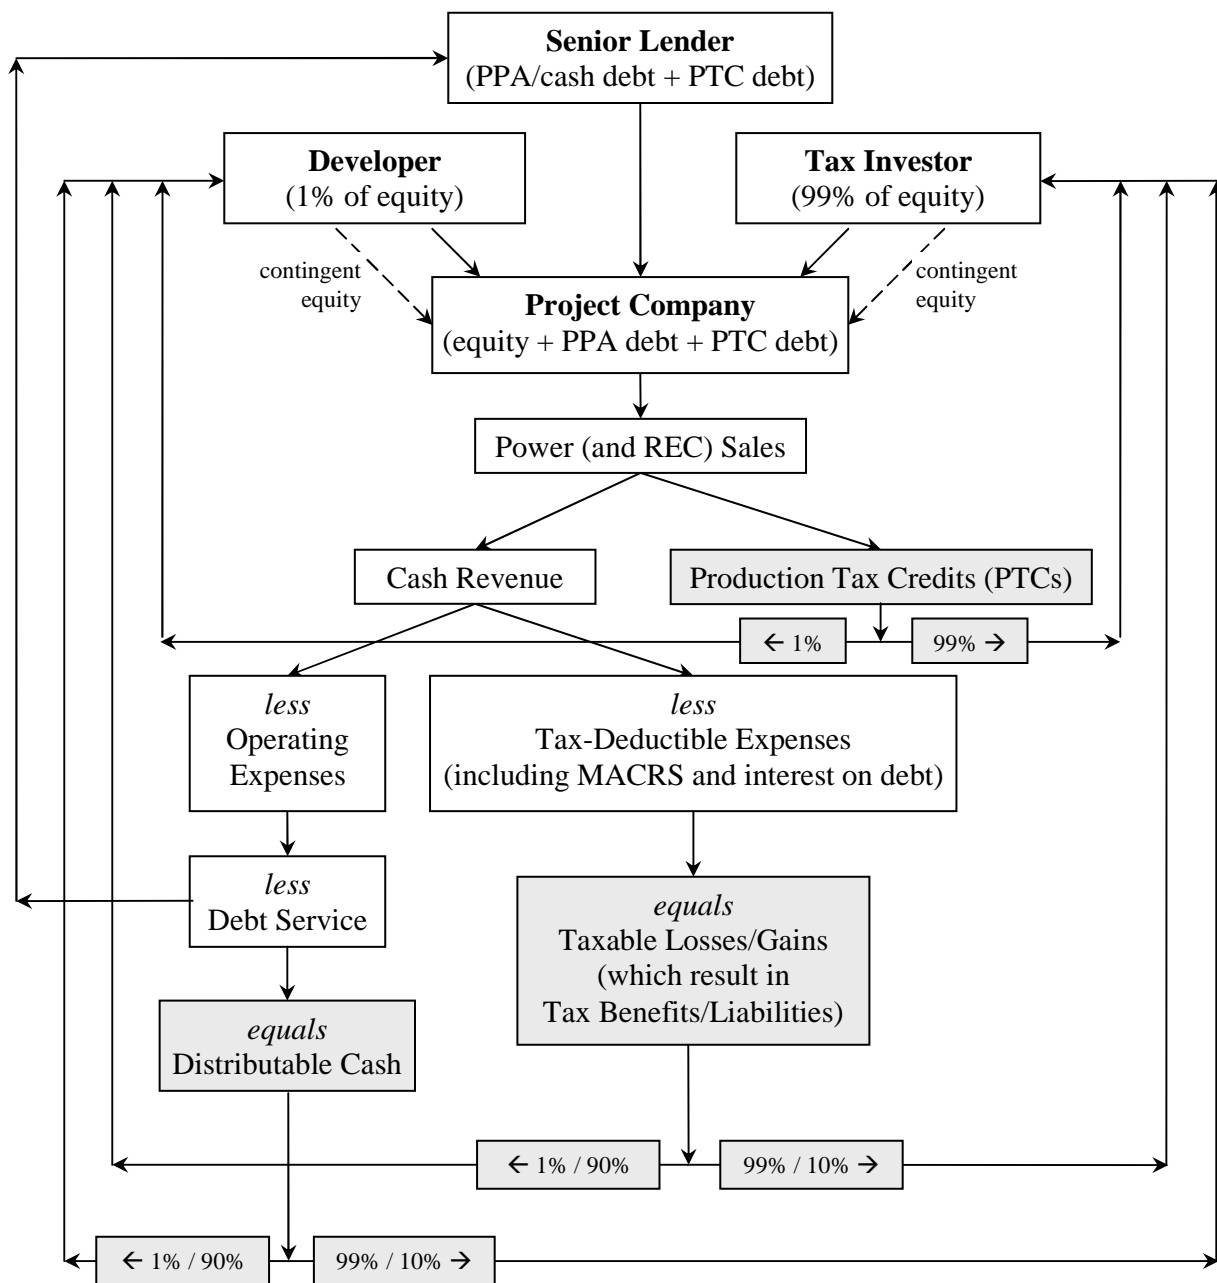 Senior Lender
(PPA/cash debt + PTC debt)
Developer
(1% of equity)
Tax Investor
(99% of equity)
contingent
equity
contingent
equity
Project Company
(equity + PPA debt + PTC debt)
Power (and REC) Sales
Cash Revenue
Production Tax Credits (PTCs)
← 1%
99% →
less
Operating
Expenses
less
Tax-Deductible Expenses
(including MACRS and interest on debt)
less
Debt Service
equals
Taxable Losses/Gains
(which result in
Tax Benefits/Liabilities)
equals
Distributable Cash
← 1% / 90%
99% / 10% →
← 1% / 90%
99% / 10% →